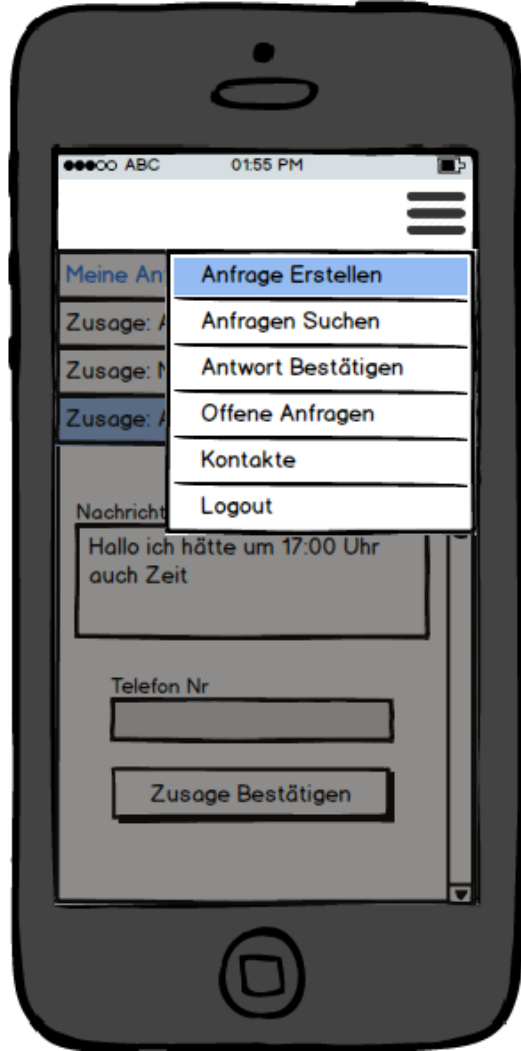 ABC 01:55 PM
Meine An
Anfrage Erstellen
Zusage: A
Anfragen Suchen
Zusage: N
Antwort Bestätigen
Zusage: A
Offene Anfragen
Kontakte
Logout
Nachricht
Hallo ich hätte um 17:00 Uhr
auch Zeit
Telefon Nr
Zusage Bestätigen